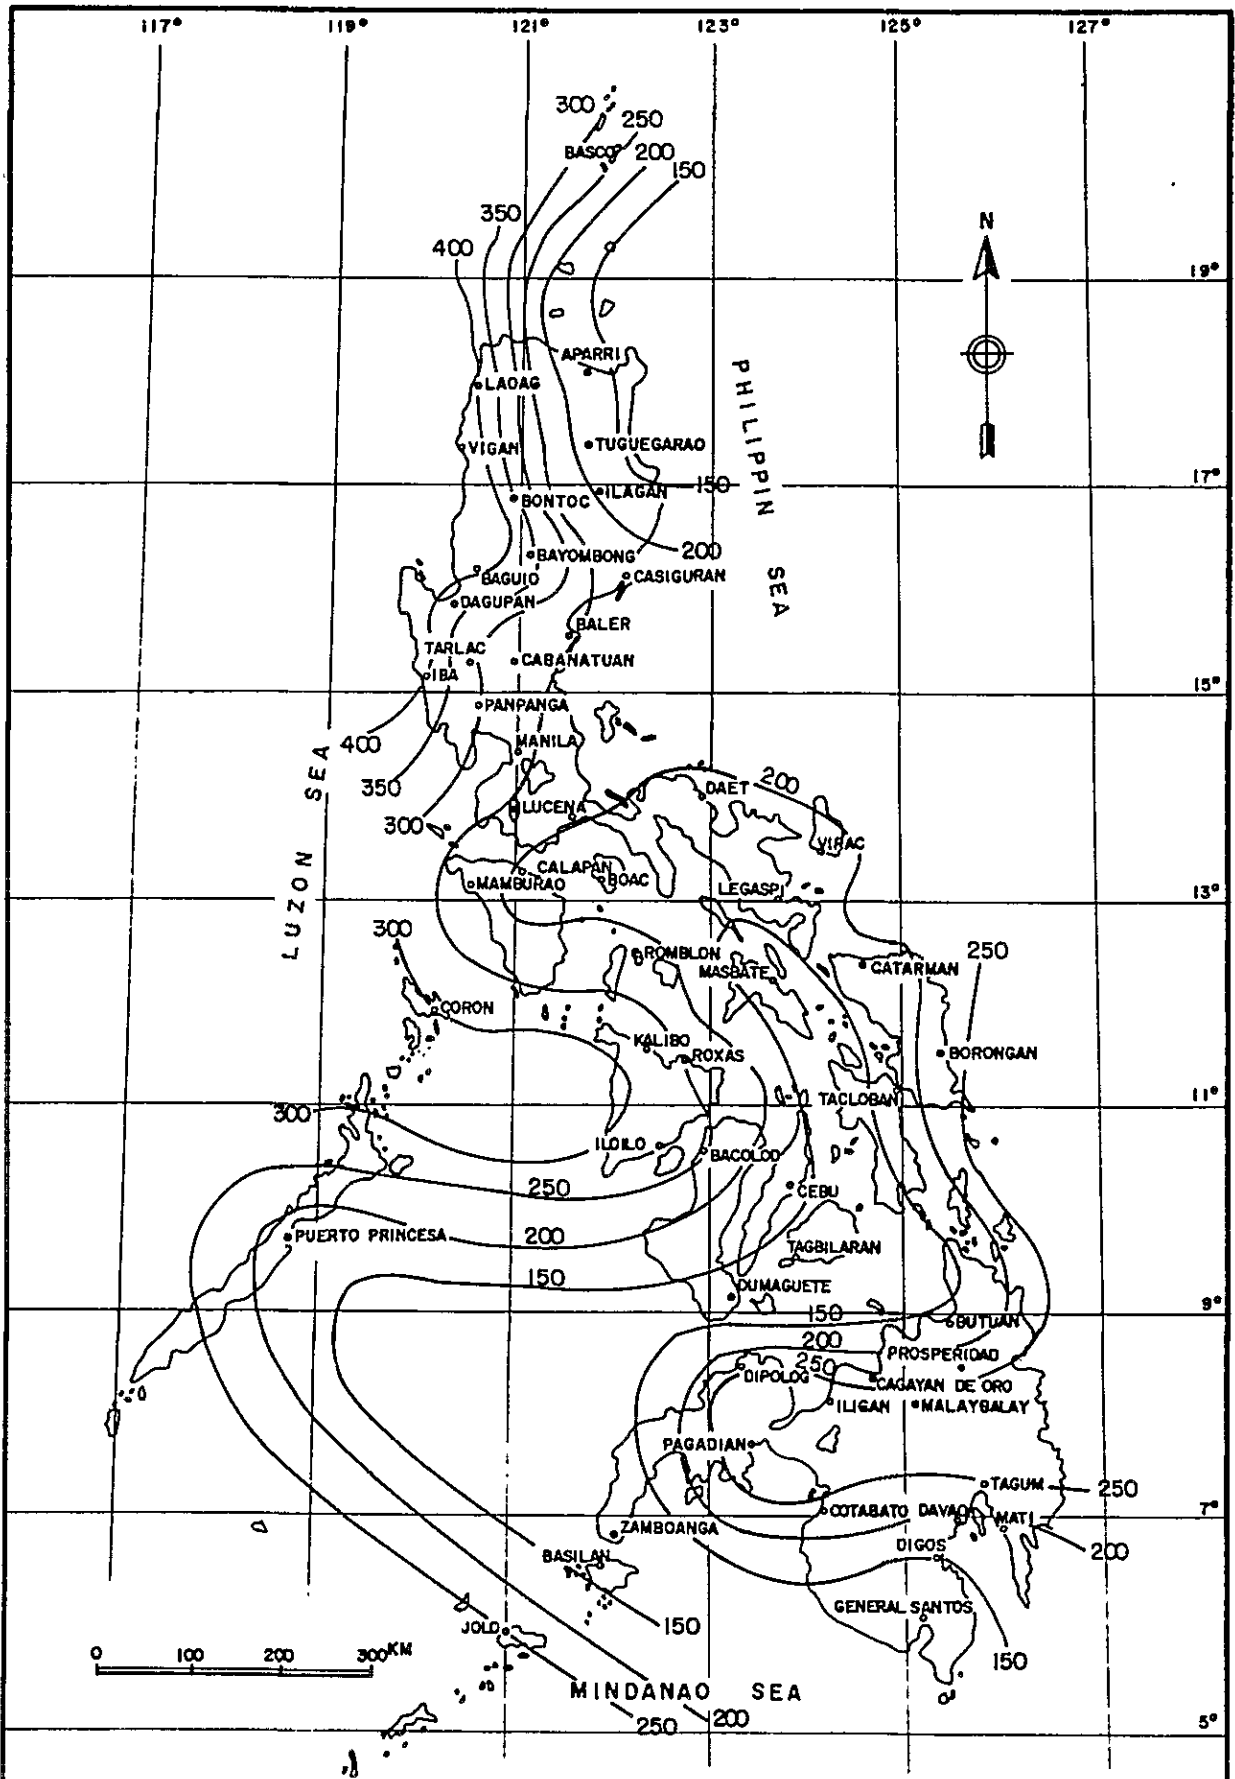 117° 119° 121° 123° 125° 127°
300
250
BASCO
200
150
350
N
400
19°
APARRI
LAOAG
PHILIPPIN SEA
VIGAN
TUGUEGARAO
150
17°
ILAGAN
BONTOC
200
BAYOMBONG
BAGUIO
CASIGURAN
DAGUPAN
BALER
TARLAC
CABANATUAN
IBA
15°
PANPANGA
400
MANILA
LUZON SEA
350
200
DAET
LUCENA
300
VIRAC
CALAPAN
MAMBURAO
BOAC
LEGASPI
13°
300
ROMBLON
250
MASBATE
CATARMAN
CORON
KALIBO
ROXAS
BORONGAN
300
TACLOBAN
11°
ILOILO
BACOLOD
250
CEBU
PUERTO PRINCESA
200
TAGBILARAN
150
DUMAGUETE
9°
150
BUTUAN
200
PROSPERIDAD
250
DIPOLOG
CAGAYAN DE ORO
ILIGAN
MALAYBALAY
PAGADIAN
TAGUM
250
COTABATO DAVAO
MATI
7°
ZAMBOANGA
DIGOS
200
BASILAN
GENERAL SANTOS
150
JOLO
150
0 100 200 300KM
MINDANAO SEA
250
200
5°